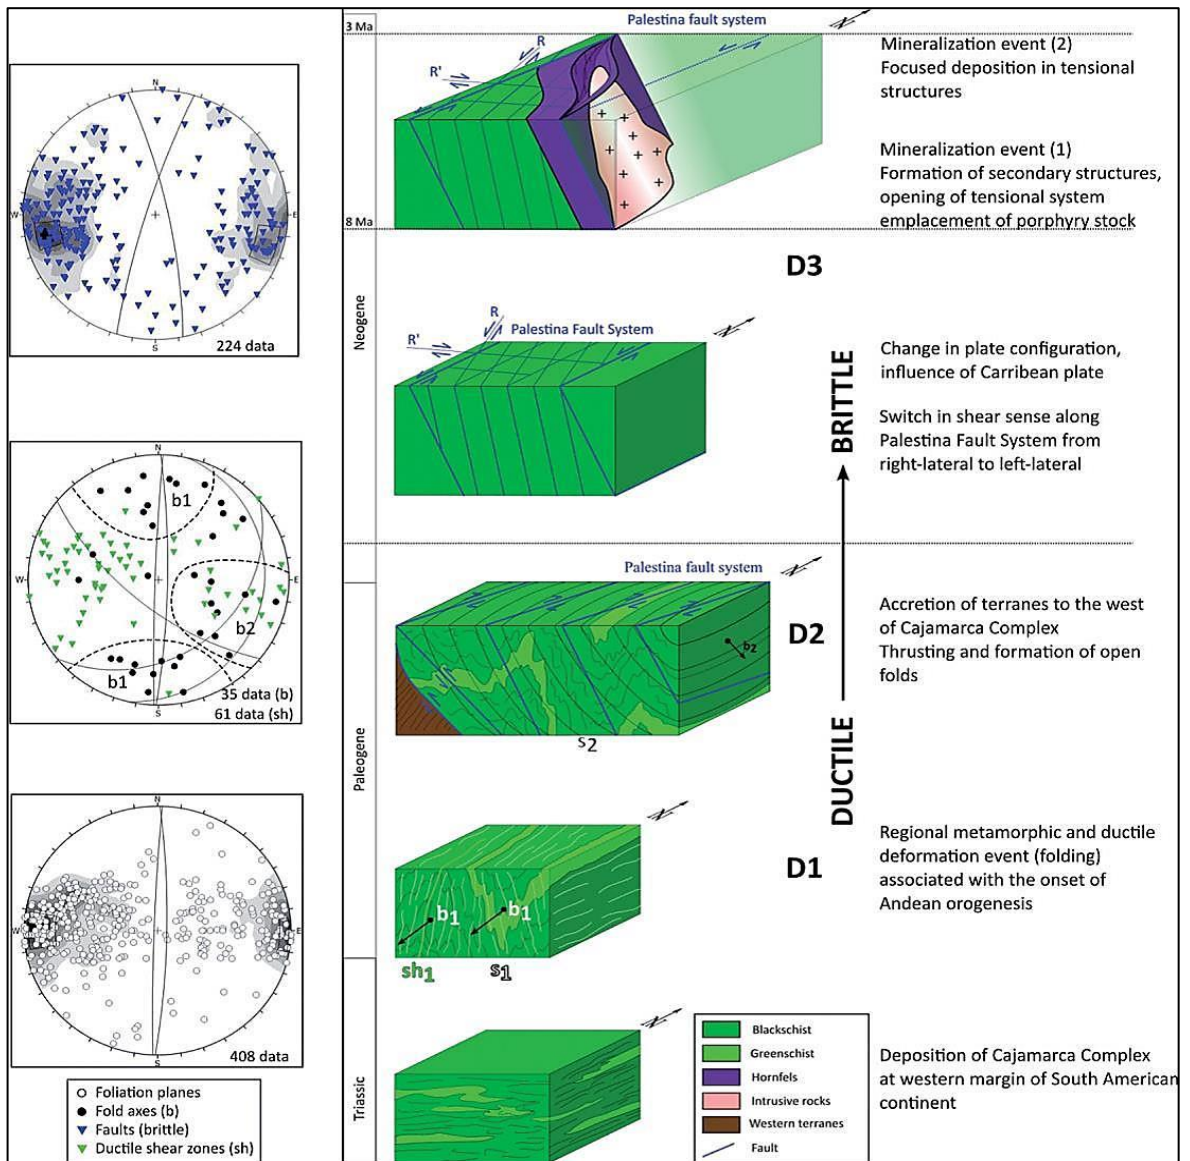 3 Ma
Palestina fault system
N
R
R'
Mineralization event (2)
Focused deposition in tensional
structures
Mineralization event (1)
Formation of secondary structures,
opening of tensional system
emplacement of porphyry stock
8 Ma
N
W
E
S
224 data
D3
Neogene
R
Palestina Fault System
N
R'
BRITTLE
Change in plate configuration,
influence of Carribean plate
Switch in shear sense along
Palestina Fault System from
right-lateral to left-lateral
N
b1
W
E
b2
b1
35 data (b)
61 data (sh)
S
Palestina fault system
N
D2
b2
s2
Accretion of terranes to the west
of Cajamarca Complex
Thrusting and formation of open
folds
Paleogene
DUCTILE
N
D1
b1
b1
sh1
s1
Regional metamorphic and ductile
deformation event (folding)
associated with the onset of
Andean orogenesis
N
W
E
S
408 data
Foliation planes
Fold axes (b)
Faults (brittle)
Ductile shear zones (sh)
Triassic
N
Blackschist
Greenschist
Hornfels
Intrusive rocks
Western terranes
Fault
Deposition of Cajamarca Complex
at western margin of South American
continent